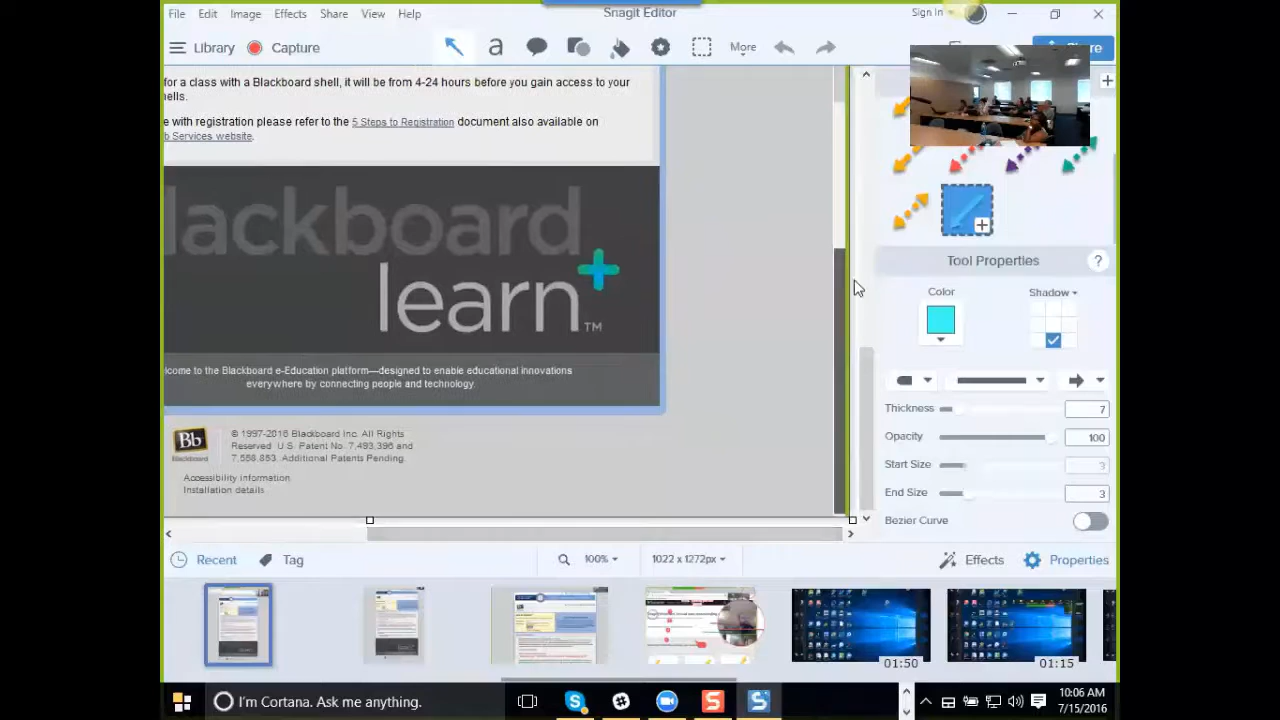 File Edit Image Effects Share View Help Snagit Editor Sign In
Library Capture a More Share
for a class with a Blackboard shell, it will be from 4-24 hours before you gain access to your
with registration please refer to the 5 Steps to Registration document also available on
Services website.
lackboard
learn™
lcome to the Blackboard e-Education platform—designed to enable educational innovations
everywhere by connecting people and technology.
Bb
Blackboard
© 1997-2016 Blackboard Inc. All Rights
Reserved U.S. Patent No. 7,493,396 and
7,558,853. Additional Patents Pending.
Accessibility information
Installation details
Tool Properties ?
Color Shadow
Thickness 7
Opacity 100
Start Size 3
End Size 3
Bezier Curve
Recent Tag 100% 1022 x 1272px Effects Properties
01:50 01:15
I'm Cortana. Ask me anything. 10:06 AM
7/15/2016